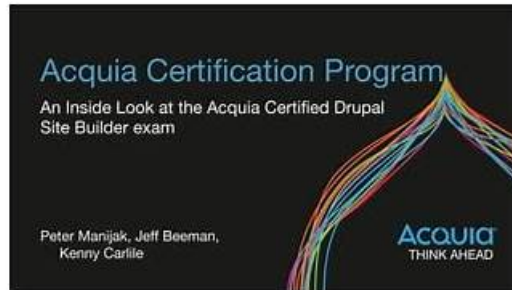 Acquia Certification Program
An Inside Look at the Acquia Certified Drupal
Site Builder exam
Peter Manijak, Jeff Beeman,
Kenny Carlile
ACQUIA
THINK AHEAD